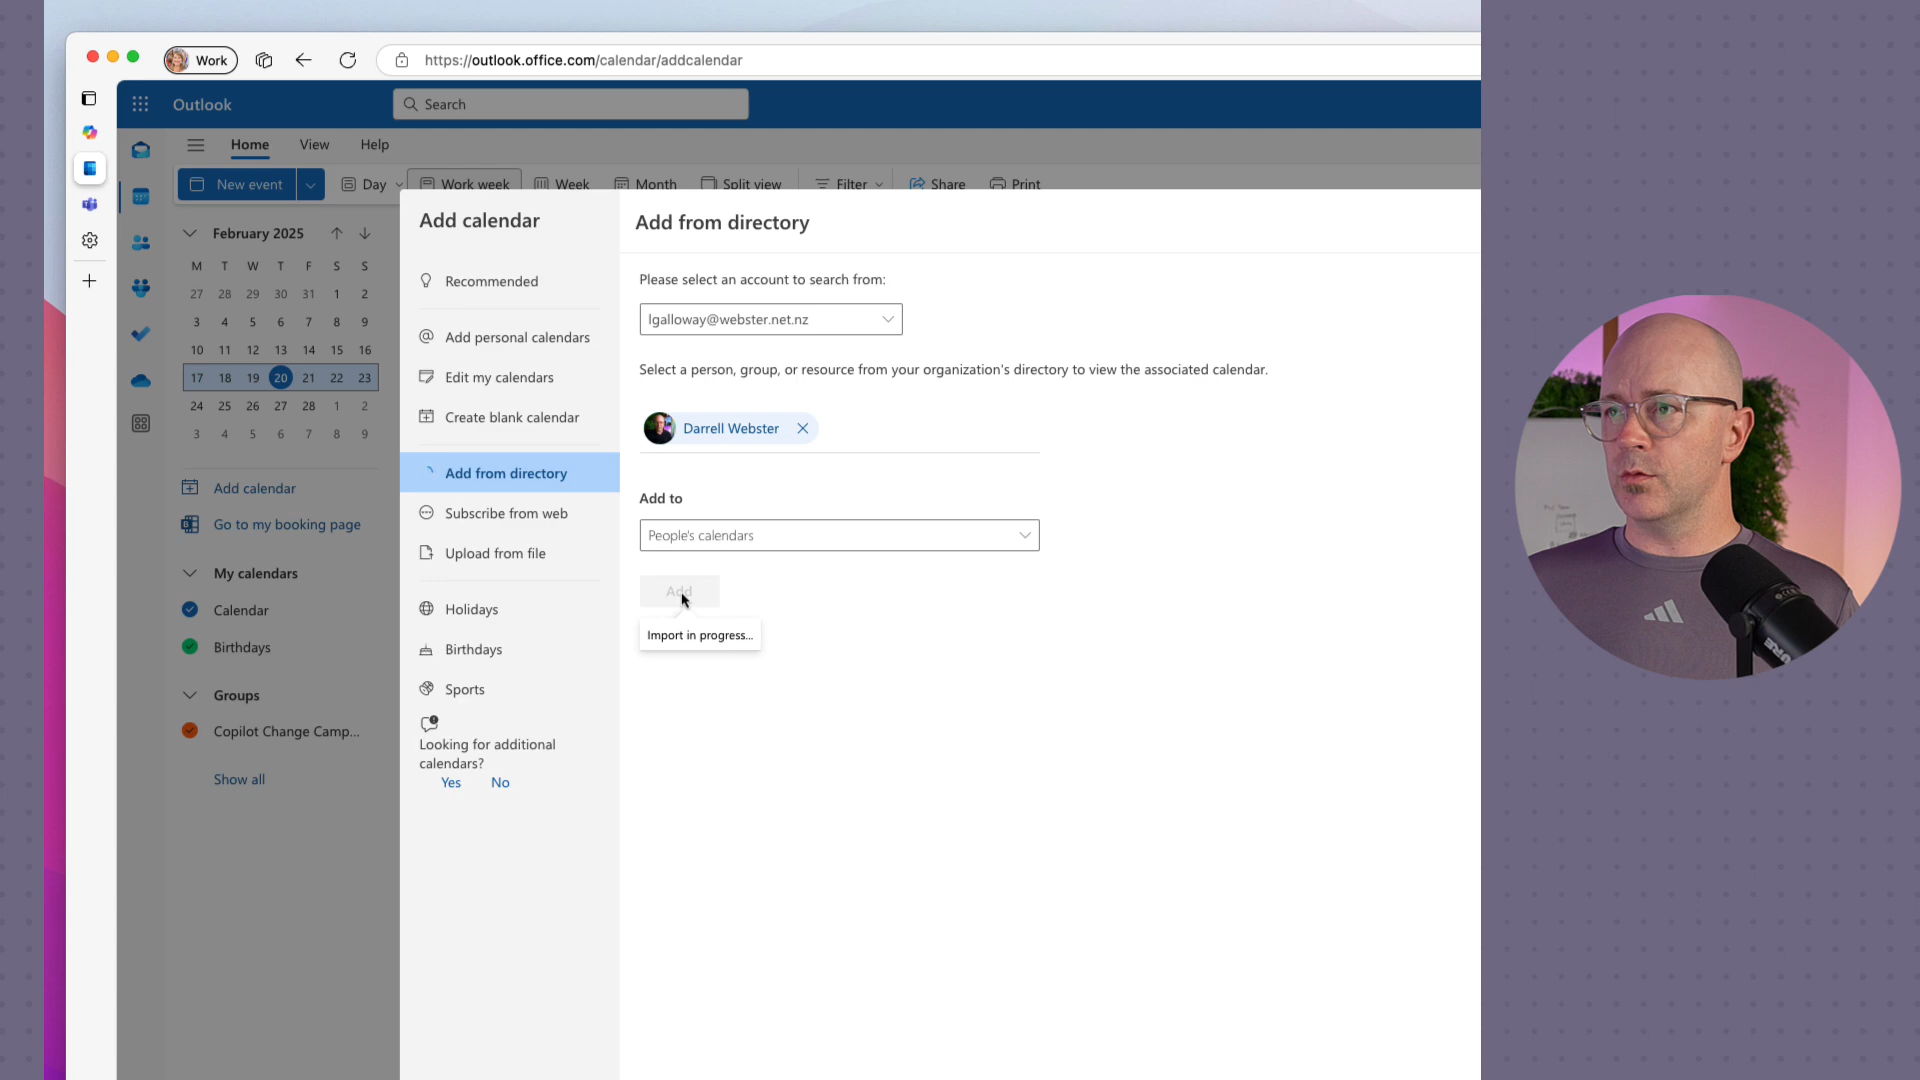 Work
https://outlook.office.com/calendar/addcalendar
Outlook
Search
Home View Help
New event
Day
Work week
Week
Month
Split view
Filter
Share
Print
February 2025
M T W T F S S
27 28 29 30 31 1 2
3 4 5 6 7 8 9
10 11 12 13 14 15 16
17 18 19 20 21 22 23
24 25 26 27 28 1 2
3 4 5 6 7 8 9
Add calendar
Go to my booking page
My calendars
Calendar
Birthdays
Groups
Copilot Change Camp...
Show all
Add calendar
Recommended
Add personal calendars
Edit my calendars
Create blank calendar
Add from directory
Subscribe from web
Upload from file
Holidays
Birthdays
Sports
Looking for additional
calendars?
Yes No
Add from directory
Please select an account to search from:
lgalloway@webster.net.nz
Select a person, group, or resource from your organization's directory to view the associated calendar.
Darrell Webster
Add to
People's calendars
Add
Import in progress...